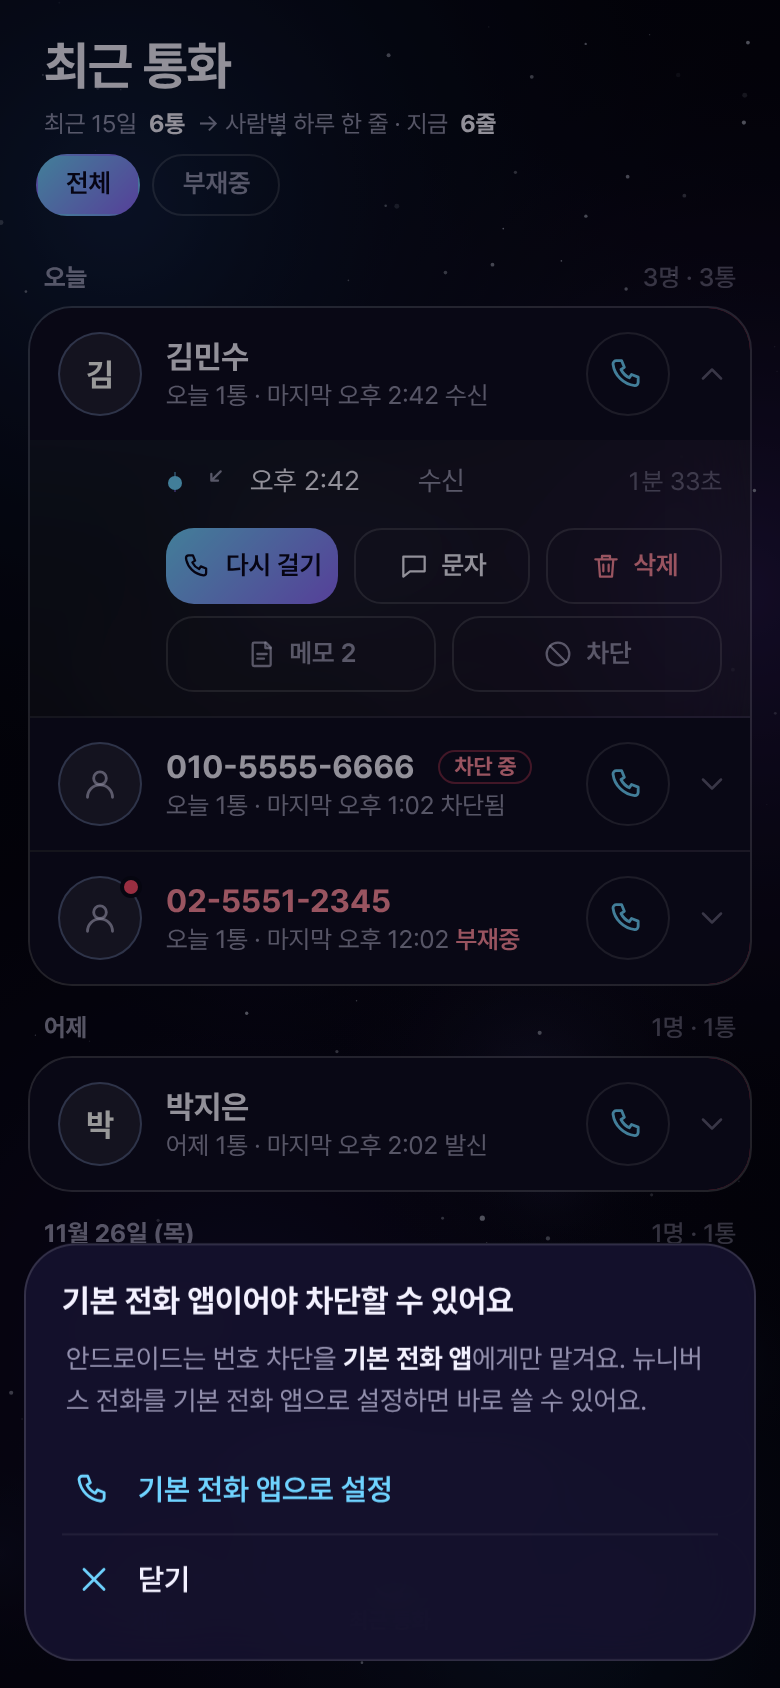 최근 통화
최근 15일 6통 → 사람별 하루 한 줄 · 지금 6줄
전체 부재중
오늘 3명 · 3통
김 김민수
오늘 1통 · 마지막 오후 2:42 수신
오후 2:42 수신 1분 33초
다시 걸기 문자 삭제
메모 2 차단
010-5555-6666 차단 중
오늘 1통 · 마지막 오후 1:02 차단됨
02-5551-2345
오늘 1통 · 마지막 오후 12:02 부재중
어제 1명 · 1통
박 박지은
어제 1통 · 마지막 오후 2:02 발신
11월 26일 (목) 1명 · 1통
기본 전화 앱이어야 차단할 수 있어요
안드로이드는 번호 차단을 기본 전화 앱에게만 맡겨요. 뉴니버
스 전화를 기본 전화 앱으로 설정하면 바로 쓸 수 있어요.
기본 전화 앱으로 설정
닫기